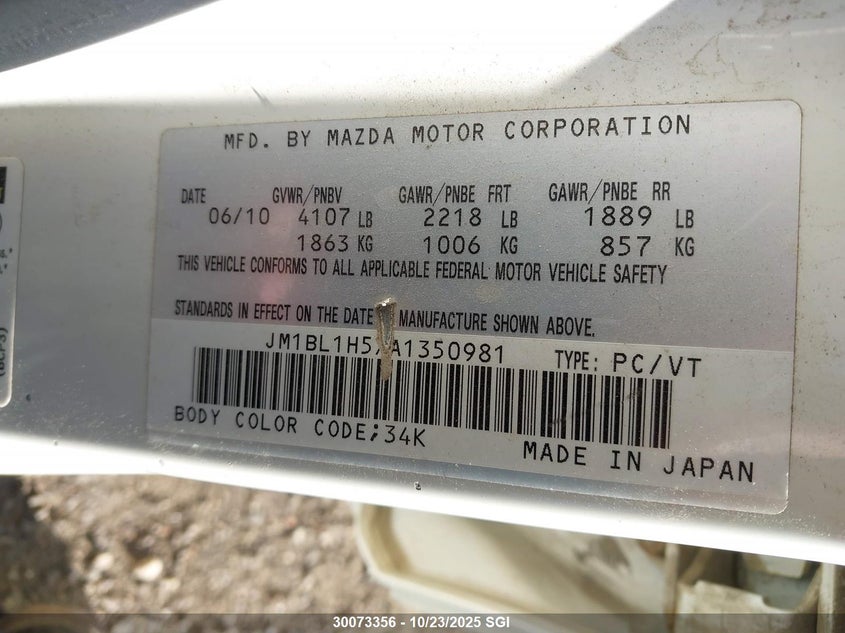 MFD. BY MAZDA MOTOR CORPORATION
DATE GVWR/PNBV GAWR/PNBE FRT GAWR/PNBE RR
06/10 4107 LB 2218 LB 1889 LB
1863 KG 1006 KG 857 KG
THIS VEHICLE CONFORMS TO ALL APPLICABLE FEDERAL MOTOR VEHICLE SAFETY
STANDARDS IN EFFECT ON THE DATE MANUFACTURE SHOWN ABOVE.
JM1BL1H5XA1350981 TYPE: PC/VT
BODY COLOR CODE;34K
MADE IN JAPAN
30073356 - 10/23/2025 SGI